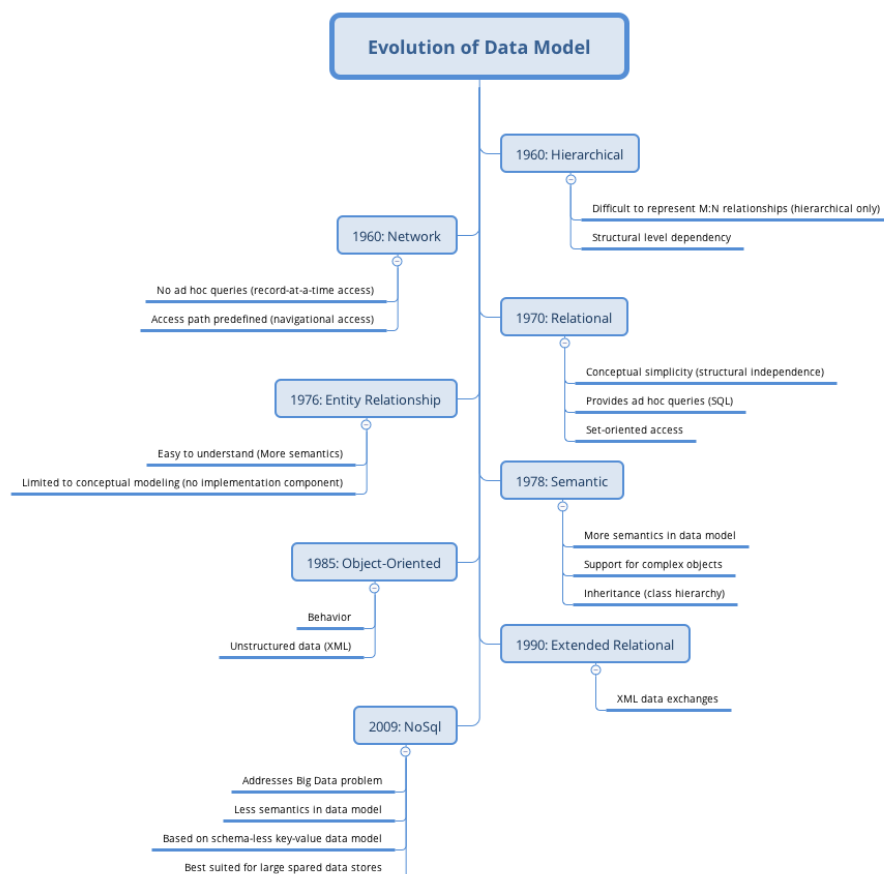 Evolution of Data Model
1960: Hierarchical
Difficult to represent M:N relationships (hierarchical only)
Structural level dependency
1960: Network
No ad hoc queries (record-at-a-time access)
Access path predefined (navigational access)
1970: Relational
Conceptual simplicity (structural independence)
Provides ad hoc queries (SQL)
Set-oriented access
1976: Entity Relationship
Easy to understand (More semantics)
Limited to conceptual modeling (no implementation component)
1978: Semantic
More semantics in data model
Support for complex objects
Inheritance (class hierarchy)
1985: Object-Oriented
Behavior
Unstructured data (XML)
1990: Extended Relational
XML data exchanges
2009: NoSql
Addresses Big Data problem
Less semantics in data model
Based on schema-less key-value data model
Best suited for large spared data stores